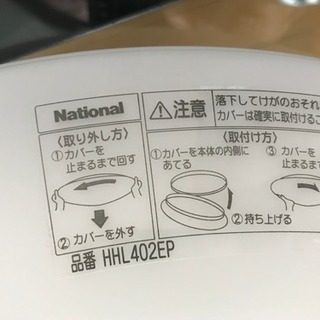 National
〈取り外し方〉
①カバーを
止まるまで回す
② カバーを外す
⚠注意
落下してけがのおそれ
カバーは確実に取付けるこ
〈取付け方〉
①カバーを本体の内側に
あてる
② 持ち上げる
③ カバーを
止まるま
品番 HHL402EP